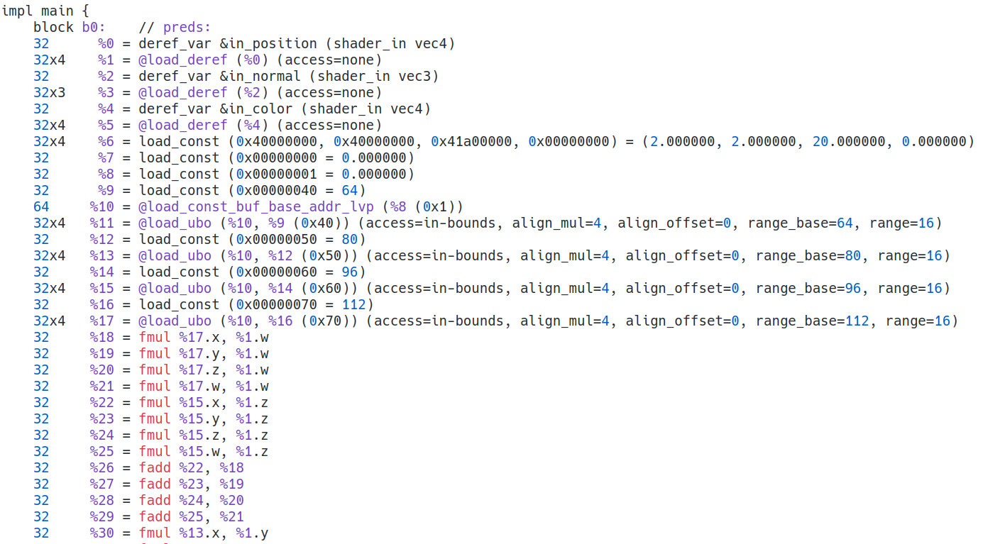 impl main {
    block b0:    // preds:
    32      %0 = deref_var &in_position (shader_in vec4)
    32x4    %1 = @load_deref (%0) (access=none)
    32      %2 = deref_var &in_normal (shader_in vec3)
    32x3    %3 = @load_deref (%2) (access=none)
    32      %4 = deref_var &in_color (shader_in vec4)
    32x4    %5 = @load_deref (%4) (access=none)
    32x4    %6 = load_const (0x40000000, 0x40000000, 0x41a00000, 0x00000000) = (2.000000, 2.000000, 20.000000, 0.000000)
    32      %7 = load_const (0x00000000 = 0.000000)
    32      %8 = load_const (0x00000001 = 0.000000)
    32      %9 = load_const (0x00000040 = 64)
    64     %10 = @load_const_buf_base_addr_lvp (%8 (0x1))
    32x4   %11 = @load_ubo (%10, %9 (0x40)) (access=in-bounds, align_mul=4, align_offset=0, range_base=64, range=16)
    32     %12 = load_const (0x00000050 = 80)
    32x4   %13 = @load_ubo (%10, %12 (0x50)) (access=in-bounds, align_mul=4, align_offset=0, range_base=80, range=16)
    32     %14 = load_const (0x00000060 = 96)
    32x4   %15 = @load_ubo (%10, %14 (0x60)) (access=in-bounds, align_mul=4, align_offset=0, range_base=96, range=16)
    32     %16 = load_const (0x00000070 = 112)
    32x4   %17 = @load_ubo (%10, %16 (0x70)) (access=in-bounds, align_mul=4, align_offset=0, range_base=112, range=16)
    32     %18 = fmul %17.x, %1.w
    32     %19 = fmul %17.y, %1.w
    32     %20 = fmul %17.z, %1.w
    32     %21 = fmul %17.w, %1.w
    32     %22 = fmul %15.x, %1.z
    32     %23 = fmul %15.y, %1.z
    32     %24 = fmul %15.z, %1.z
    32     %25 = fmul %15.w, %1.z
    32     %26 = fadd %22, %18
    32     %27 = fadd %23, %19
    32     %28 = fadd %24, %20
    32     %29 = fadd %25, %21
    32     %30 = fmul %13.x, %1.y